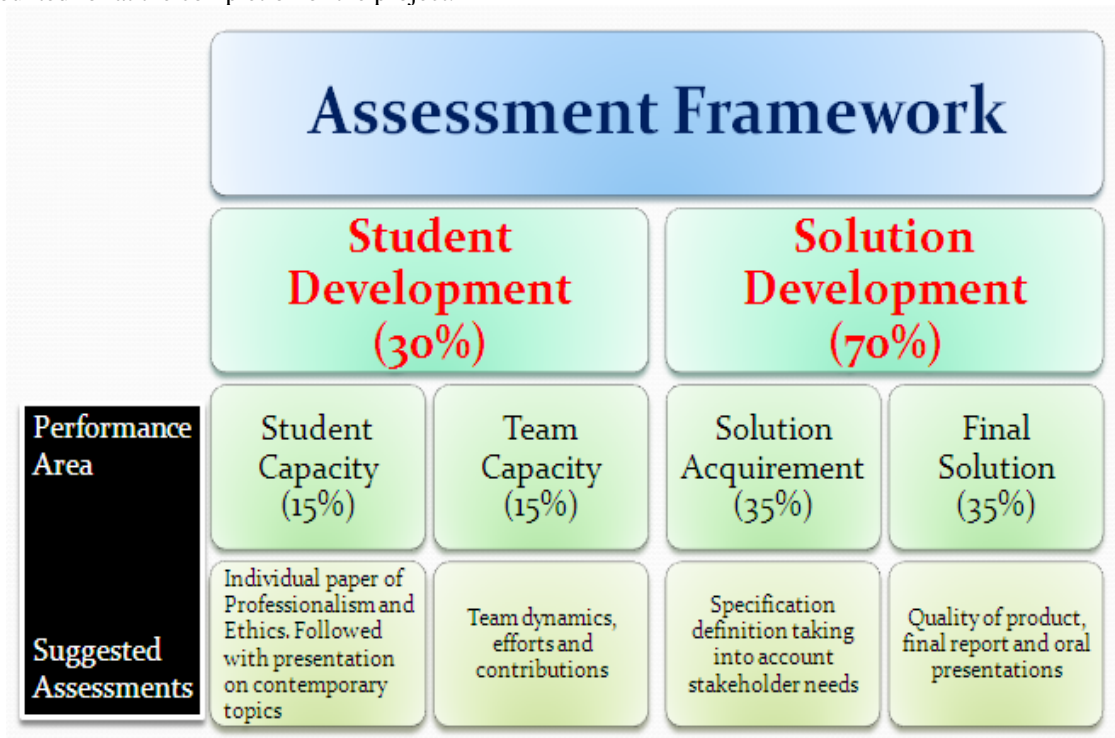 Assessment Framework
Student
Development
(30%)
Solution
Development
(70%)
Performance
Area
Student
Capacity
(15%)
Team
Capacity
(15%)
Solution
Acquirement
(35%)
Final
Solution
(35%)
Suggested
Assessments
Individual paper of
Professionalism and
Ethics. Followed
with presentation
on contemporary
topics
Team dynamics,
efforts and
contributions
Specification
definition taking
into account
stakeholder needs
Quality of product,
final report and oral
presentations